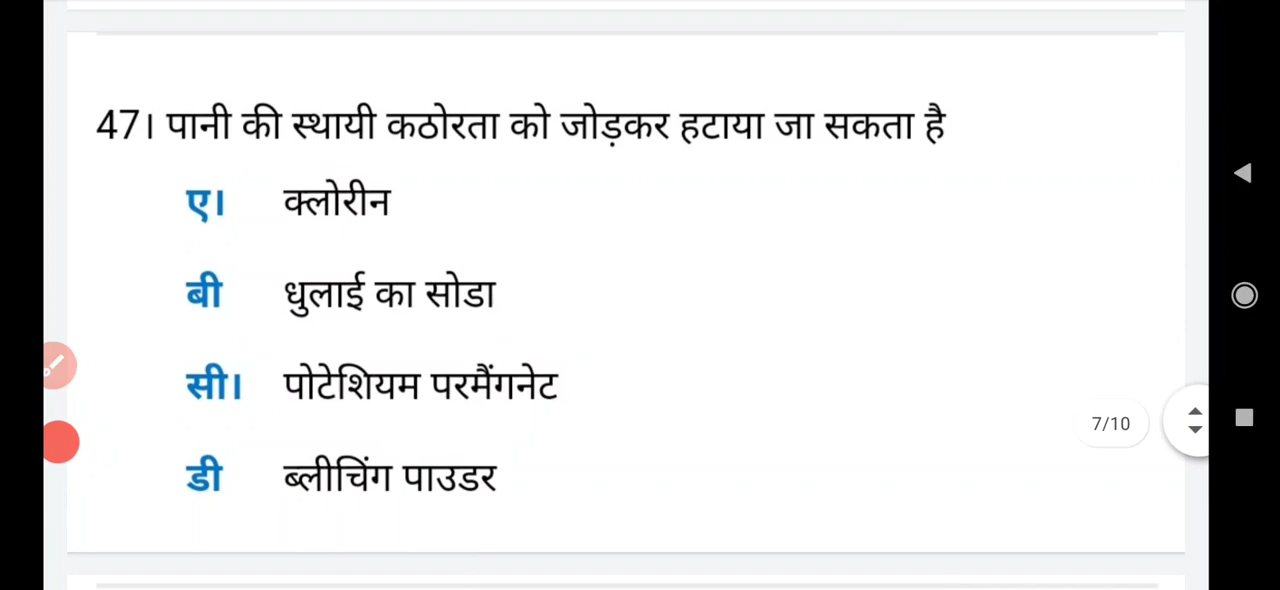 47। पानी की स्थायी कठोरता को जोड़कर हटाया जा सकता है
ए। क्लोरीन
बी धुलाई का सोडा
सी। पोटेशियम परमैंगनेट
7/10
डी ब्लीचिंग पाउडर